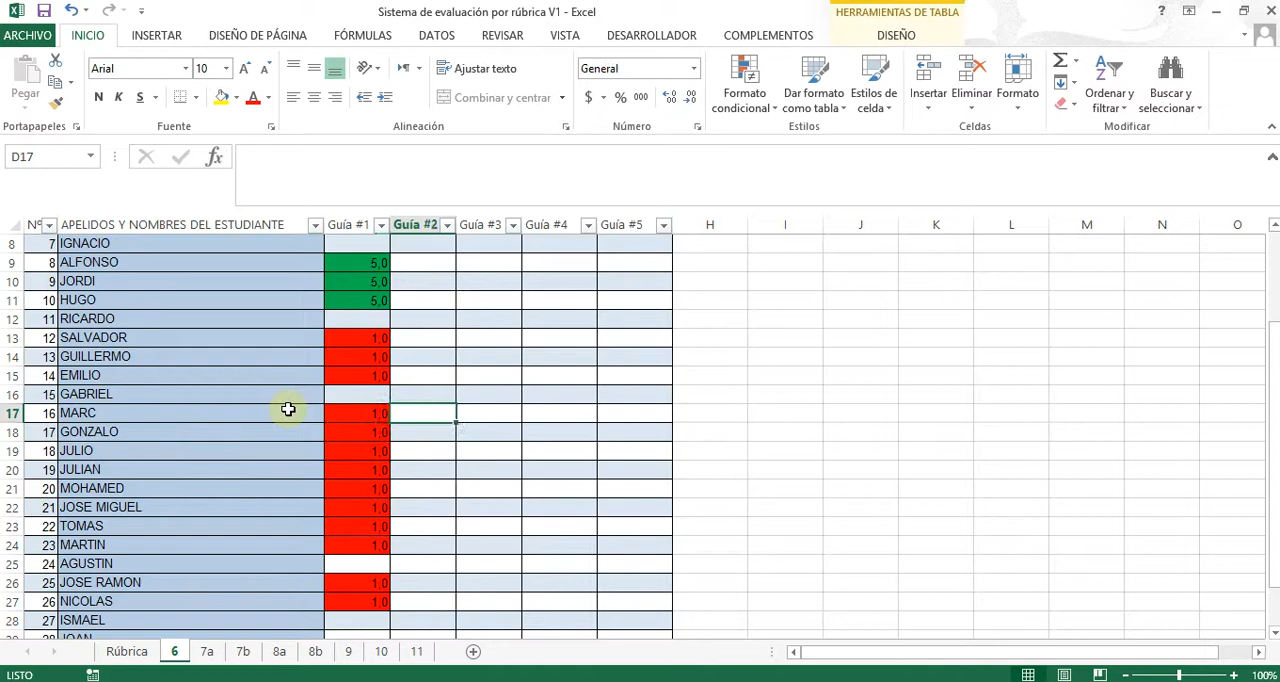 Sistema de evaluación por rúbrica V1 - Excel
HERRAMIENTAS DE TABLA
?
ARCHIVO INICIO INSERTAR DISEÑO DE PÁGINA FÓRMULAS DATOS REVISAR VISTA DESARROLLADOR COMPLEMENTOS DISEÑO
Pegar
Arial 10
N K S
Ajustar texto
Combinar y centrar
General
$ % 000
Formato condicional
Dar formato como tabla
Estilos de celda
Insertar Eliminar Formato
Ordenar y filtrar
Buscar y seleccionar
Portapapeles Fuente Alineación Número Estilos Celdas Modificar
D17 fx
Nº APELIDOS Y NOMBRES DEL ESTUDIANTE Guía #1 Guía #2 Guía #3 Guía #4 Guía #5 H I J K L M N O
8 7 IGNACIO
9 8 ALFONSO 5,0
10 9 JORDI 5,0
11 10 HUGO 5,0
12 11 RICARDO
13 12 SALVADOR 1,0
14 13 GUILLERMO 1,0
15 14 EMILIO 1,0
16 15 GABRIEL
17 16 MARC 1,0
18 17 GONZALO 1,0
19 18 JULIO 1,0
20 19 JULIAN 1,0
21 20 MOHAMED 1,0
22 21 JOSE MIGUEL 1,0
23 22 TOMAS 1,0
24 23 MARTIN 1,0
25 24 AGUSTIN
26 25 JOSE RAMON 1,0
27 26 NICOLAS 1,0
28 27 ISMAEL
Rúbrica 6 7a 7b 8a 8b 9 10 11
LISTO 100%